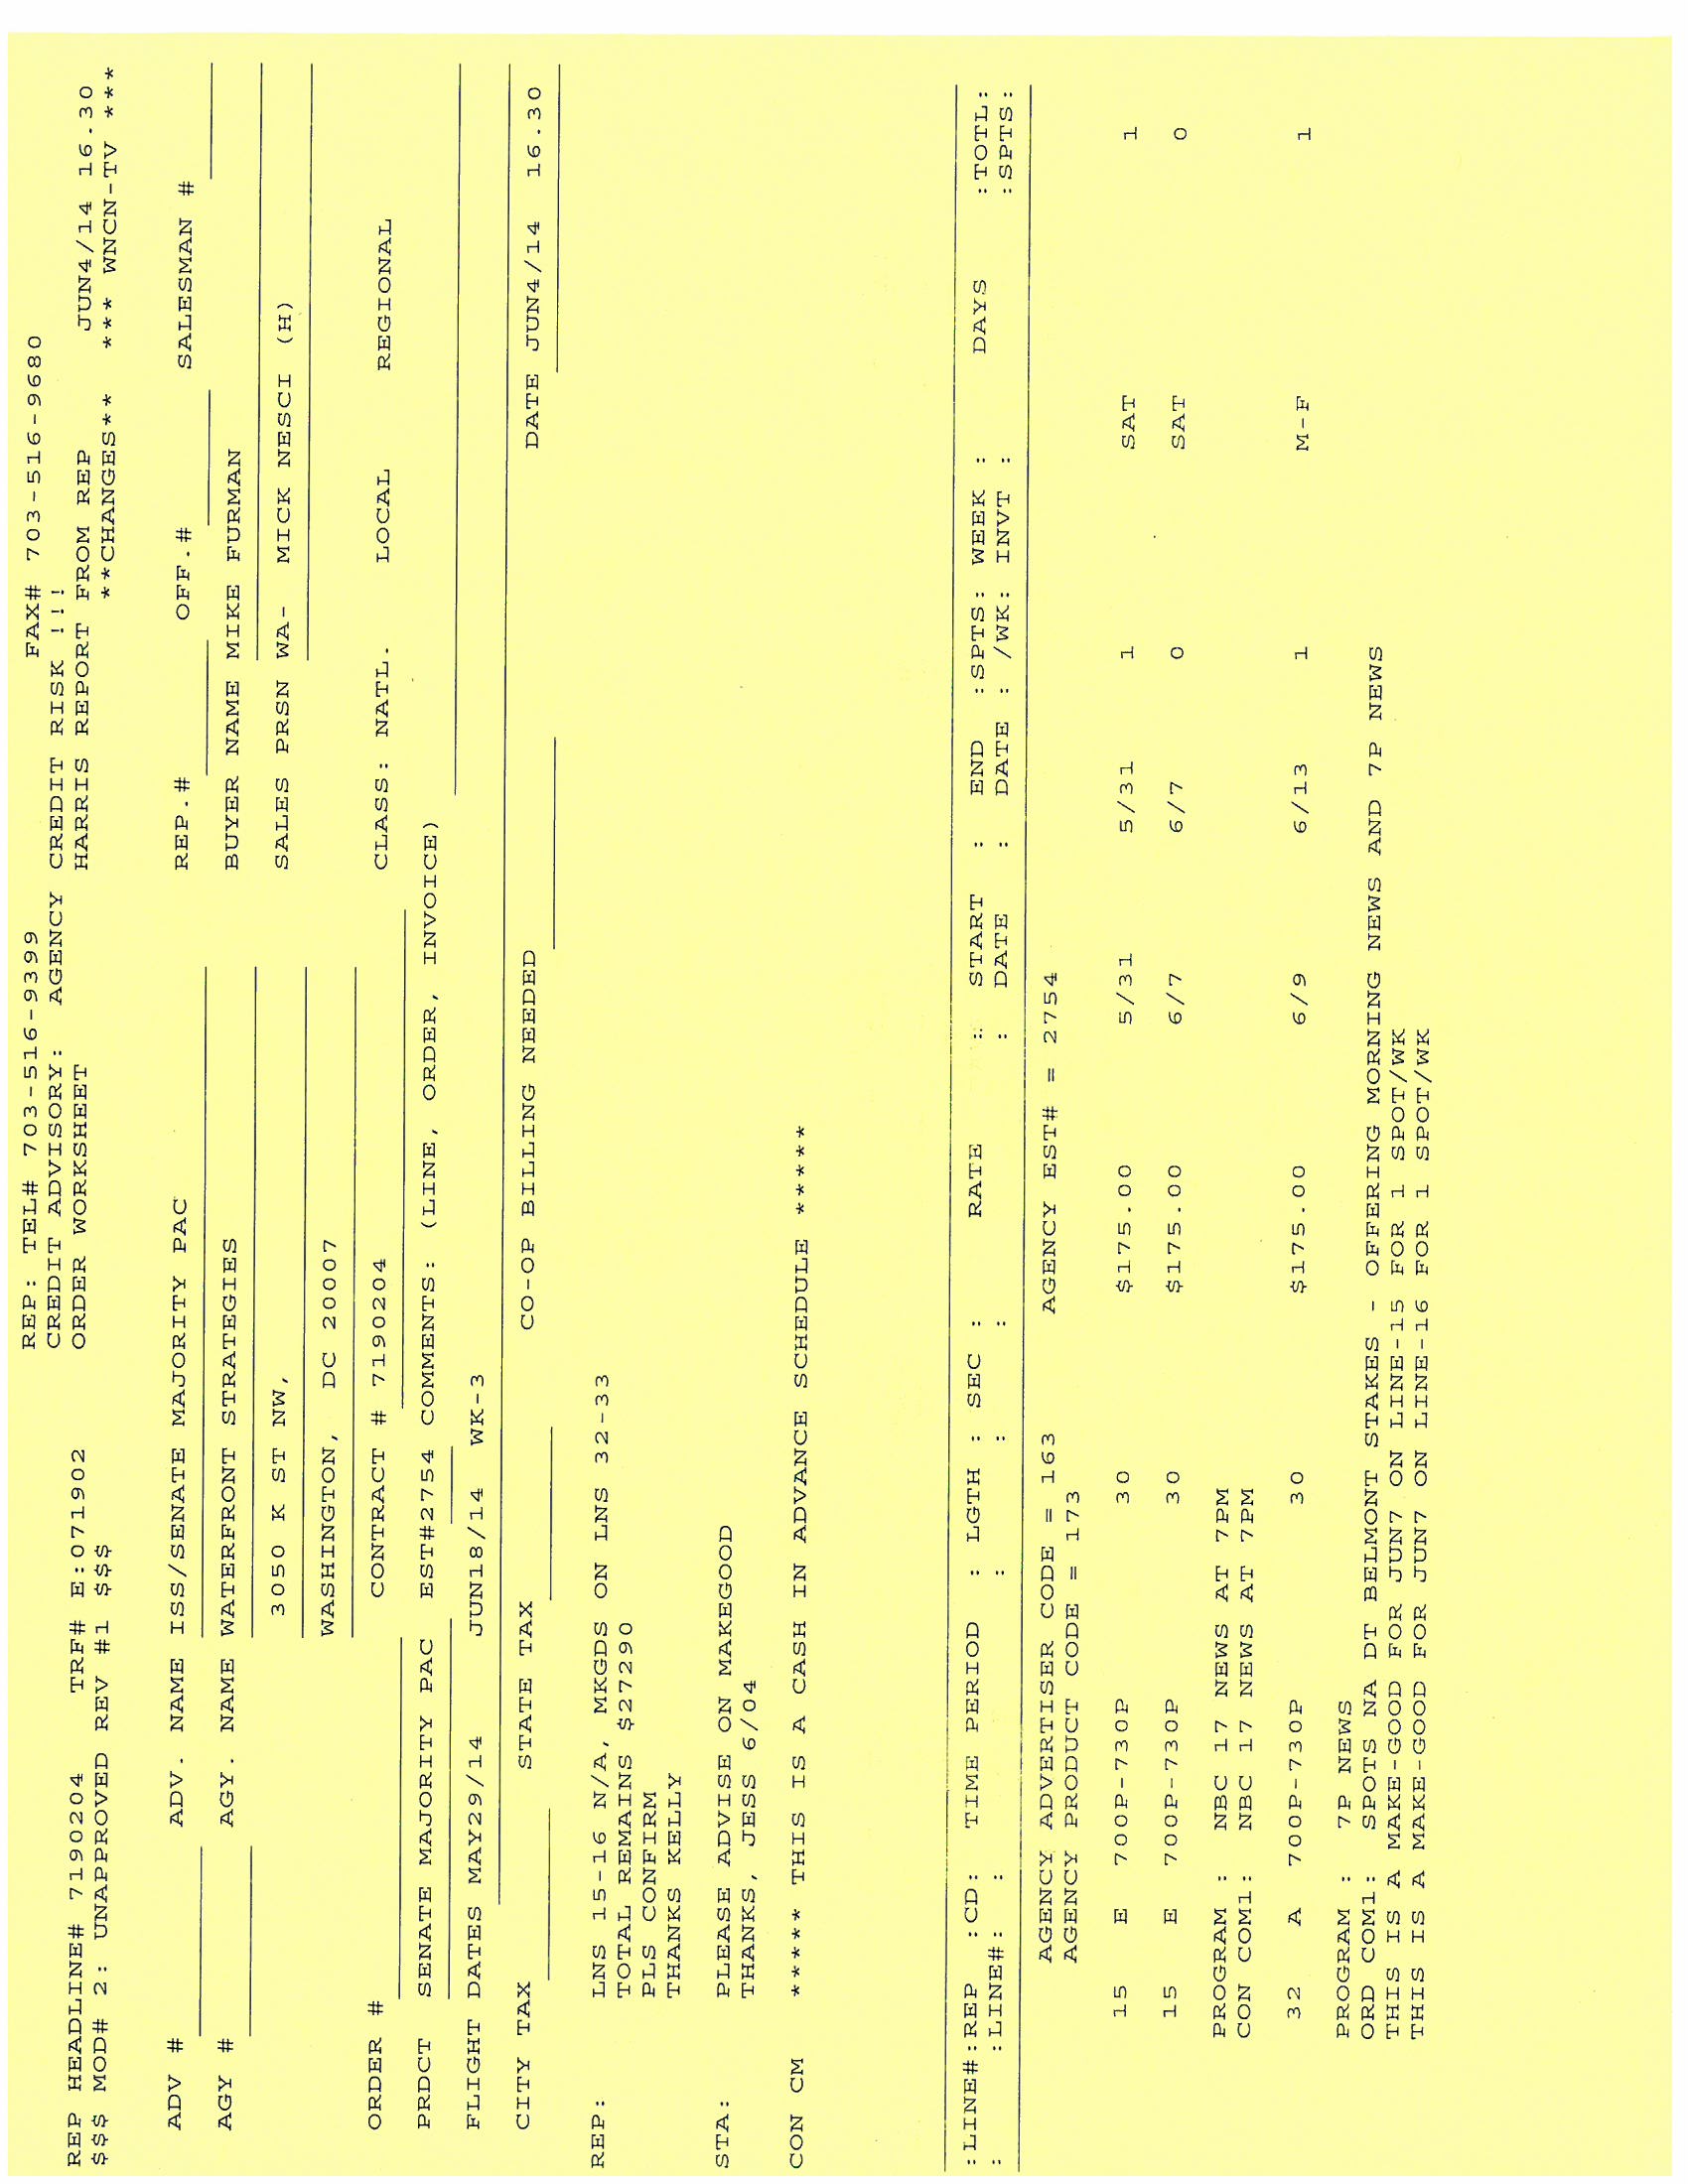 REP: TEL# 703-516-9399 FAX# 703-516-9680
CREDIT ADVISORY: AGENCY CREDIT RISK !!!
REP HEADLINE# 7190204 TRF# E:071902 ORDER WORKSHEET HARRIS REPORT FROM REP JUN4/14 16.30
$$$ MOD# 2: UNAPPROVED REV #1 $$$ **CHANGES** *** WNCN-TV ***
ADV # ADV. NAME ISS/SENATE MAJORITY PAC REP.# OFF.# SALESMAN #
AGY # AGY. NAME WATERFRONT STRATEGIES BUYER NAME MIKE FURMAN
3050 K ST NW, SALES PRSN WA- MICK NESCI (H)
WASHINGTON, DC 20007
ORDER # CONTRACT # 7190204 CLASS: NATL. LOCAL REGIONAL
PRDCT SENATE MAJORITY PAC EST#2754 COMMENTS: (LINE, ORDER, INVOICE)
FLIGHT DATES MAY29/14 JUN18/14 WK-3
CITY TAX STATE TAX CO-OP BILLING NEEDED DATE JUN4/14 16.30
REP: LNS 15-16 N/A, MKGDS ON LNS 32-33
TOTAL REMAINS $27290
PLS CONFIRM
THANKS KELLY
STA: PLEASE ADVISE ON MAKEGOOD
THANKS, JESS 6/04
CON CM ***** THIS IS A CASH IN ADVANCE SCHEDULE *****
:LINE#:REP :CD: TIME PERIOD : LGTH : SEC : RATE : START : END :SPTS: WEEK : DAYS :TOTL:
: :LINE#: : : : : DATE : DATE : /WK: INVT : :SPTS:
AGENCY ADVERTISER CODE = 163 AGENCY EST# = 2754
AGENCY PRODUCT CODE = 173
15 E 700P-730P 30 $175.00 5/31 5/31 1 SAT 1
15 E 700P-730P 30 $175.00 6/7 6/7 0 SAT 0
PROGRAM : NBC 17 NEWS AT 7PM
CON COM1: NBC 17 NEWS AT 7PM
32 A 700P-730P 30 $175.00 6/9 6/13 1 M-F 1
PROGRAM : 7P NEWS
ORD COM1: SPOTS NA DT BELMONT STAKES - OFFERING MORNING NEWS AND 7P NEWS
THIS IS A MAKE-GOOD FOR JUN7 ON LINE-15 FOR 1 SPOT/WK
THIS IS A MAKE-GOOD FOR JUN7 ON LINE-16 FOR 1 SPOT/WK